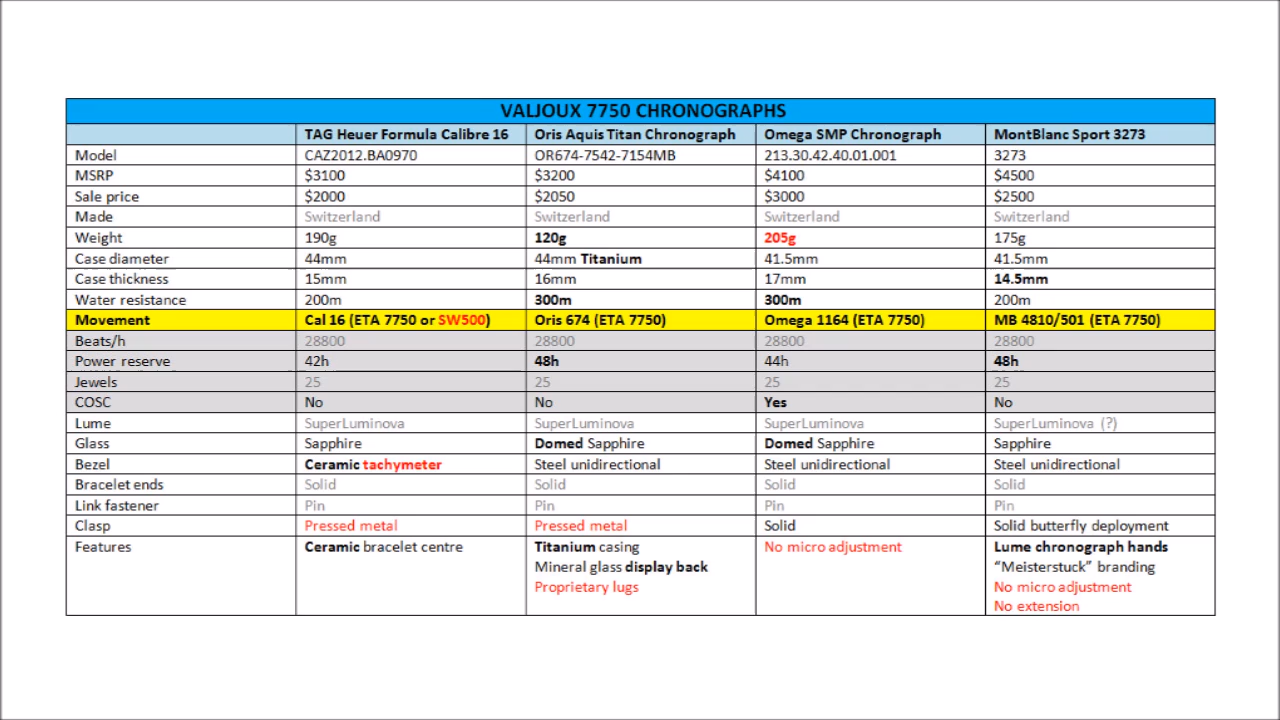 VALJOUX 7750 CHRONOGRAPHS
TAG Heuer Formula Calibre 16 Oris Aquis Titan Chronograph Omega SMP Chronograph MontBlanc Sport 3273
Model CAZ2012.BA0970 OR674-7542-7154MB 213.30.42.40.01.001 3273
MSRP $3100 $3200 $4100 $4500
Sale price $2000 $2050 $3000 $2500
Made Switzerland Switzerland Switzerland Switzerland
Weight 190g 120g 205g 175g
Case diameter 44mm 44mm Titanium 41.5mm 41.5mm
Case thickness 15mm 16mm 17mm 14.5mm
Water resistance 200m 300m 300m 200m
Movement Cal 16 (ETA 7750 or SW500) Oris 674 (ETA 7750) Omega 1164 (ETA 7750) MB 4810/501 (ETA 7750)
Beats/h 28800 28800 28800 28800
Power reserve 42h 48h 44h 48h
Jewels 25 25 25 25
COSC No No Yes No
Lume SuperLuminova SuperLuminova SuperLuminova SuperLuminova (?)
Glass Sapphire Domed Sapphire Domed Sapphire Sapphire
Bezel Ceramic tachymeter Steel unidirectional Steel unidirectional Steel unidirectional
Bracelet ends Solid Solid Solid Solid
Link fastener Pin Pin Pin Pin
Clasp Pressed metal Pressed metal Solid Solid butterfly deployment
Features Ceramic bracelet centre Titanium casing No micro adjustment Lume chronograph hands
Mineral glass display back “Meisterstuck” branding
Proprietary lugs No micro adjustment
No extension